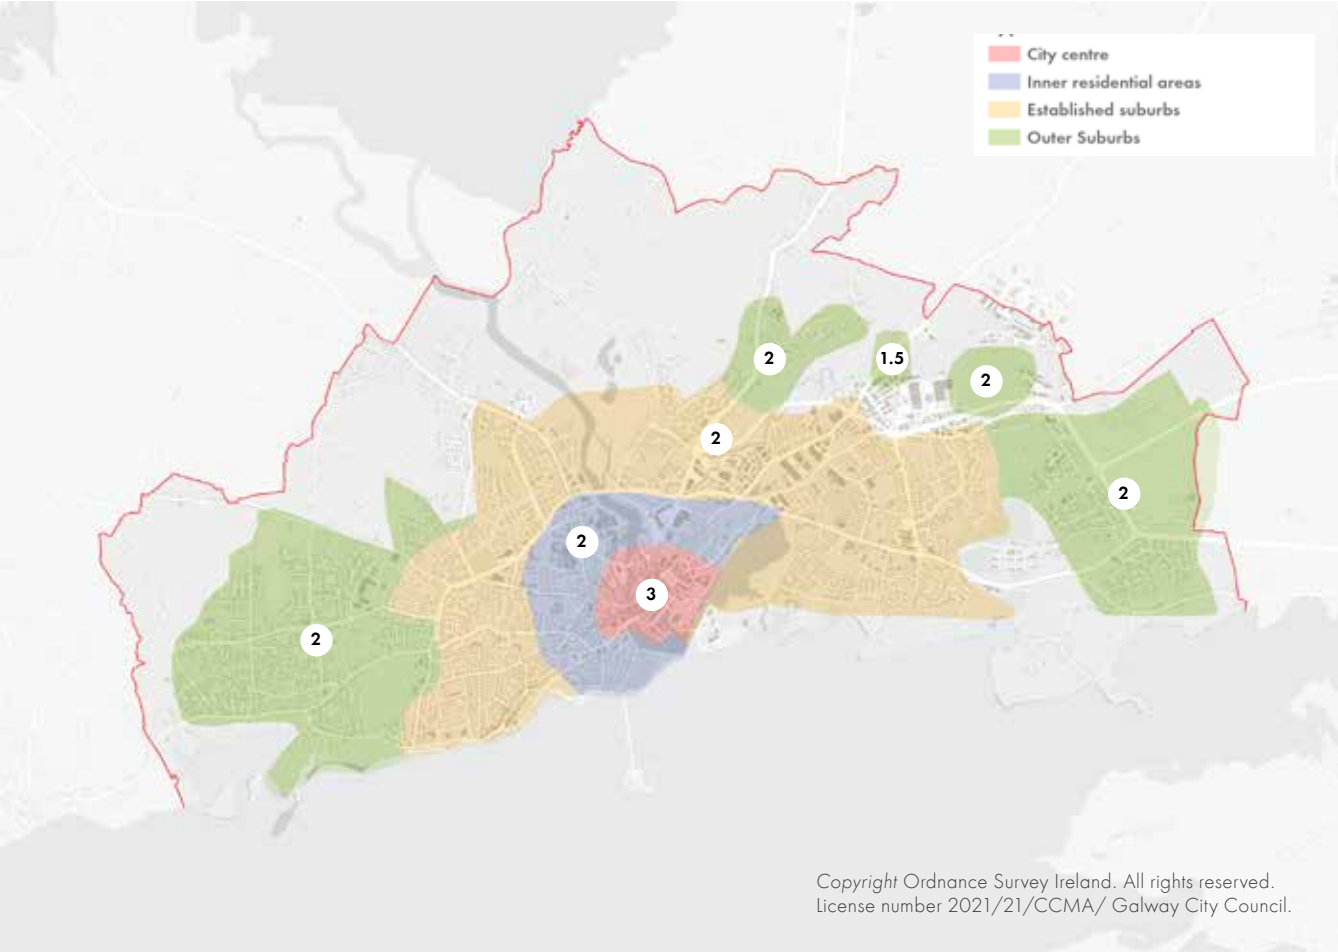 City centre
Inner residential areas
Established suburbs
Outer Suburbs
2
1.5
2
2
2
2
3
2
Copyright Ordnance Survey Ireland. All rights reserved.
License number 2021/21/CCMA/ Galway City Council.